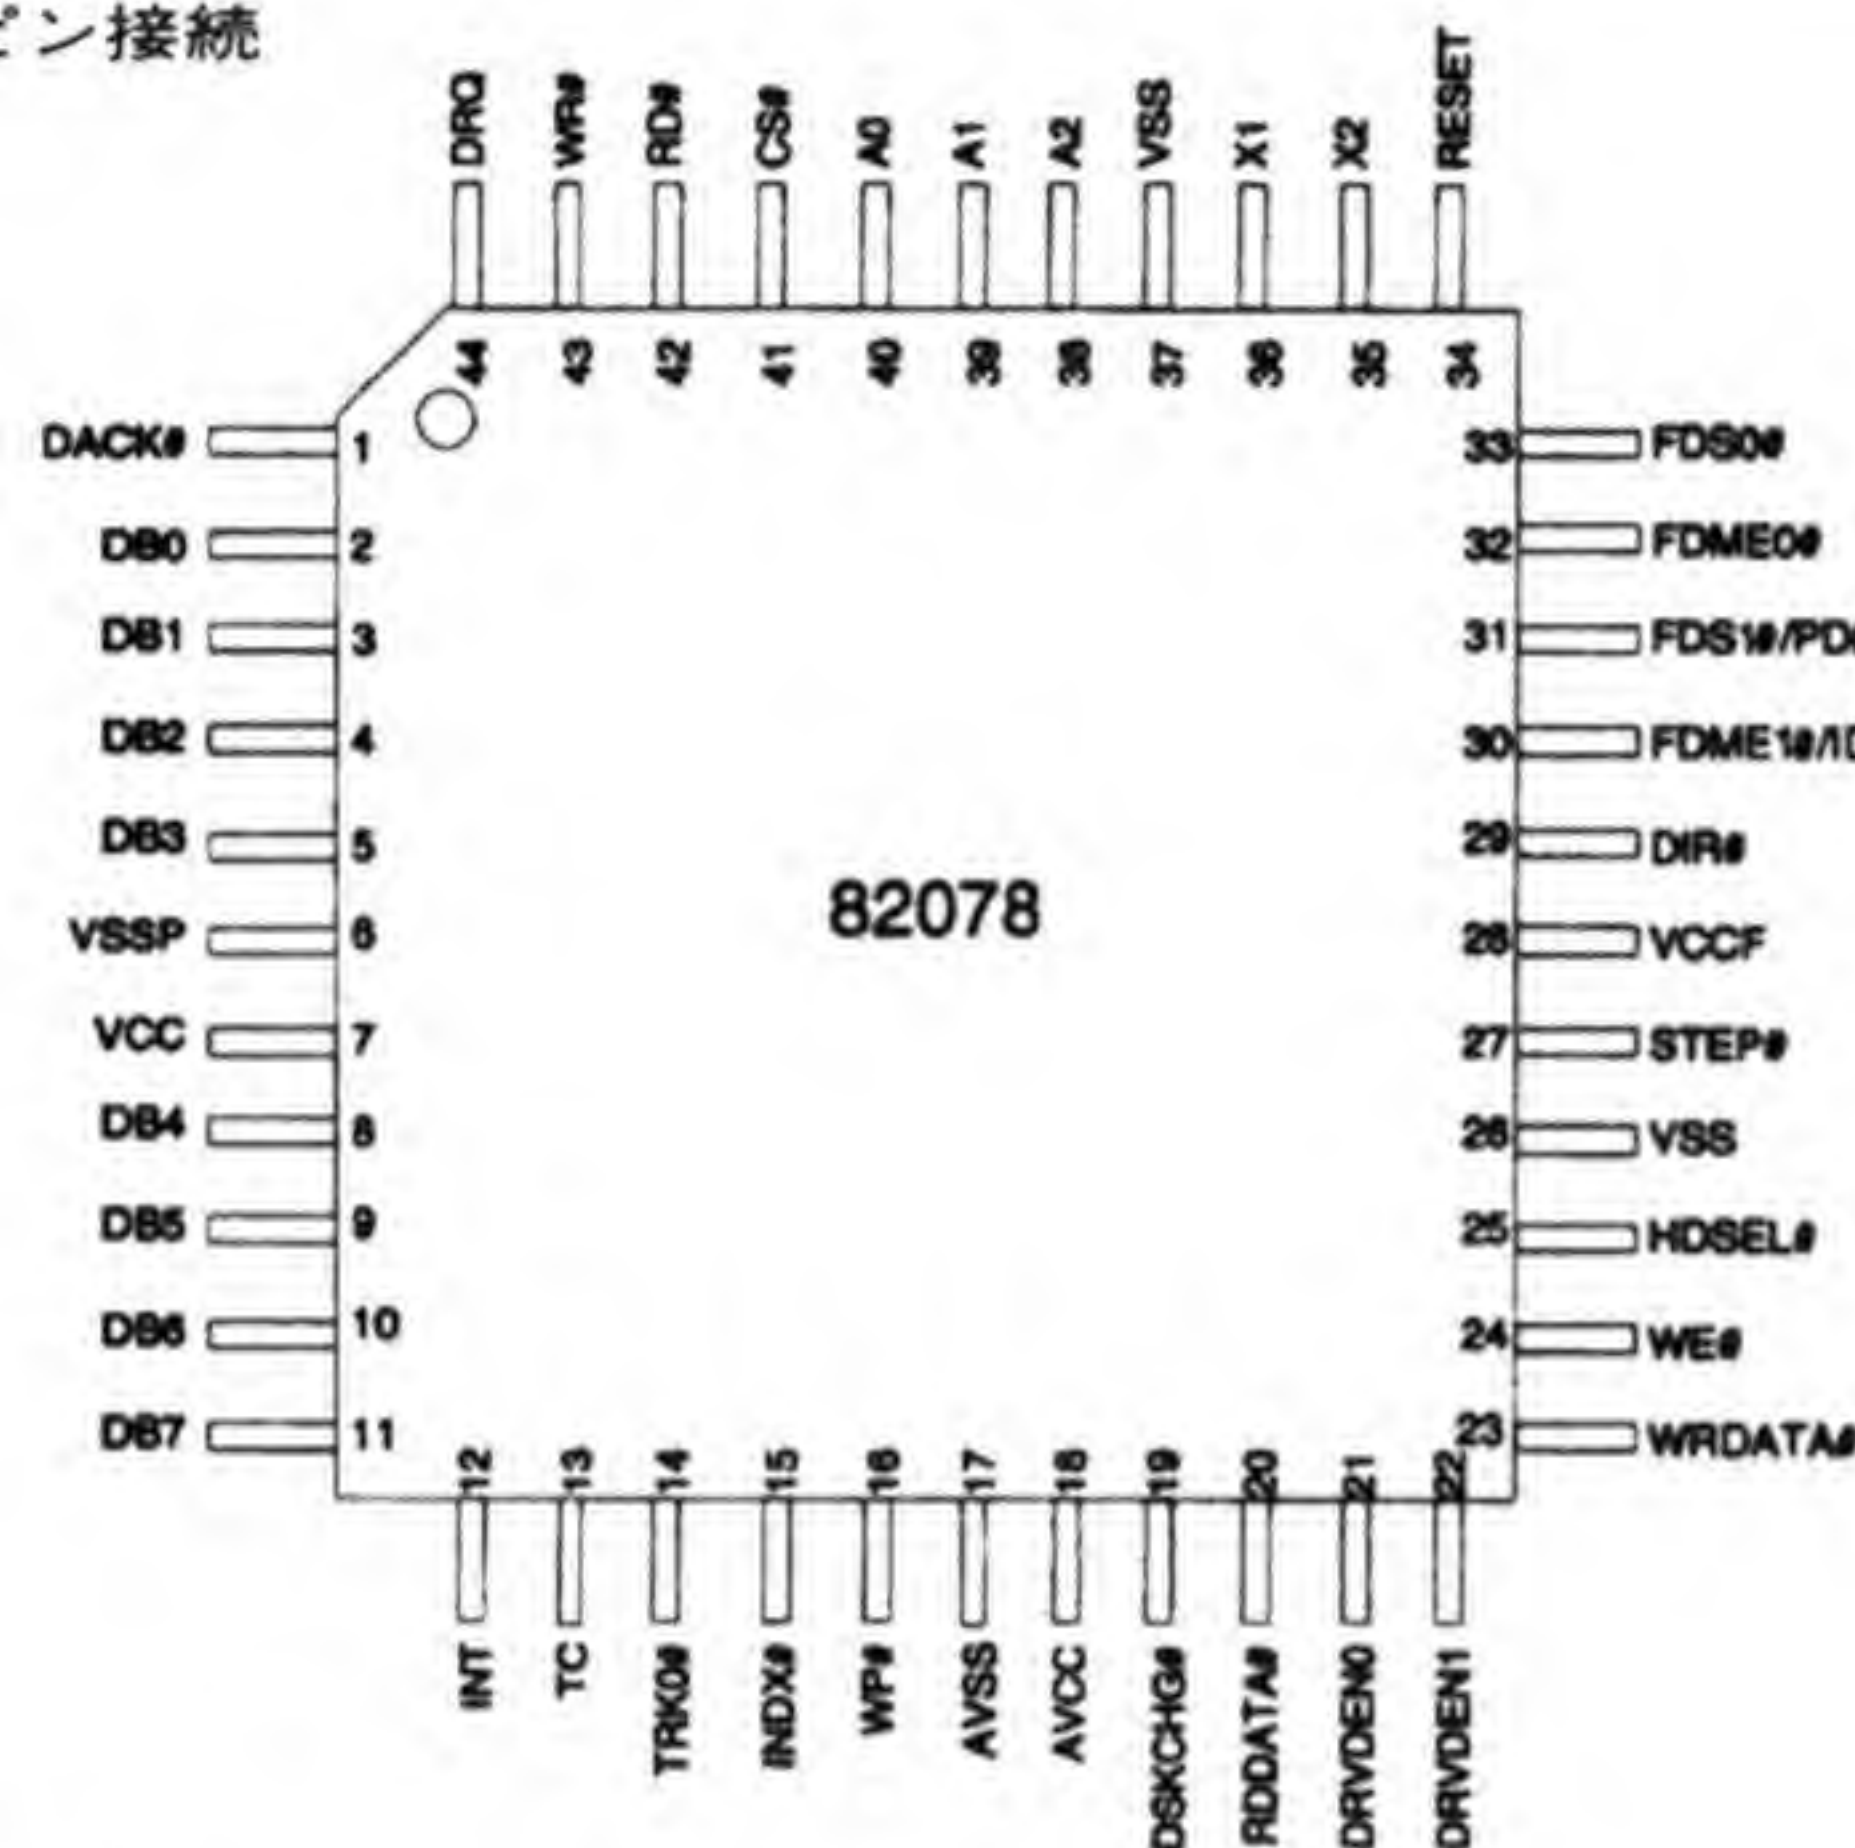 ピン接続
DRQ
WR#
RD#
CS#
A0
A1
A2
VSS
X1
X2
RESET
44
43
42
41
40
39
38
37
36
35
34
DACK# 1
DB0 2
DB1 3
DB2 4
DB3 5
VSSP 6
VCC 7
DB4 8
DB5 9
DB6 10
DB7 11
82078
33 FDS0#
32 FDME0#
31 FDS1#/PD
30 FDME1#/ID
29 DIR#
28 VCCF
27 STEP#
26 VSS
25 HDSEL#
24 WE#
23 WRDATA#
12
13
14
15
16
17
18
19
20
21
22
INT
TC
TRK0#
INDX#
WP#
AVSS
AVCC
DSKCHG#
RDDATA#
DRVDEN0
DRVDEN1